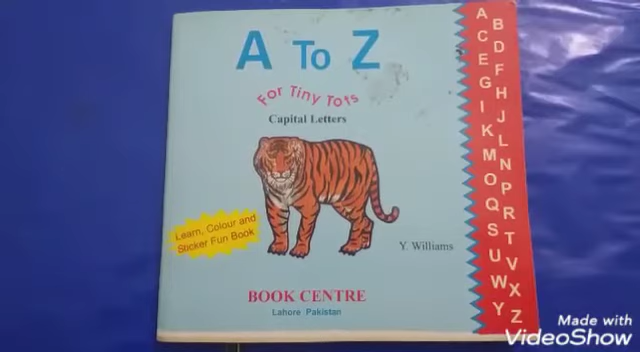 A To Z
For Tiny Tots
Capital Letters
Learn, Colour and
Sticker Fun Book
Y. Williams
BOOK CENTRE
Lahore Pakistan
A
B
C
D
E
F
G
H
I
J
K
L
M
N
O
P
Q
R
S
T
U
V
W
X
Y
Z
Made with
VideoShow